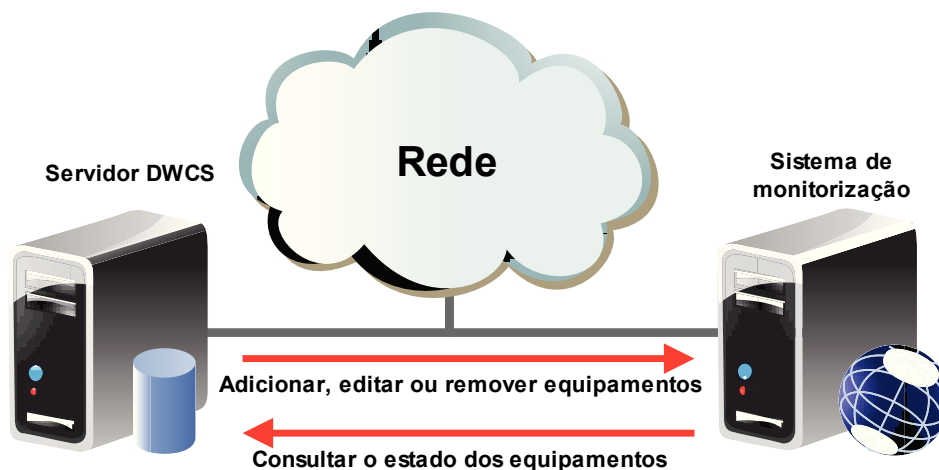 Rede
Servidor DWCS
Sistema de
monitorização
Adicionar, editar ou remover equipamentos
Consultar o estado dos equipamentos